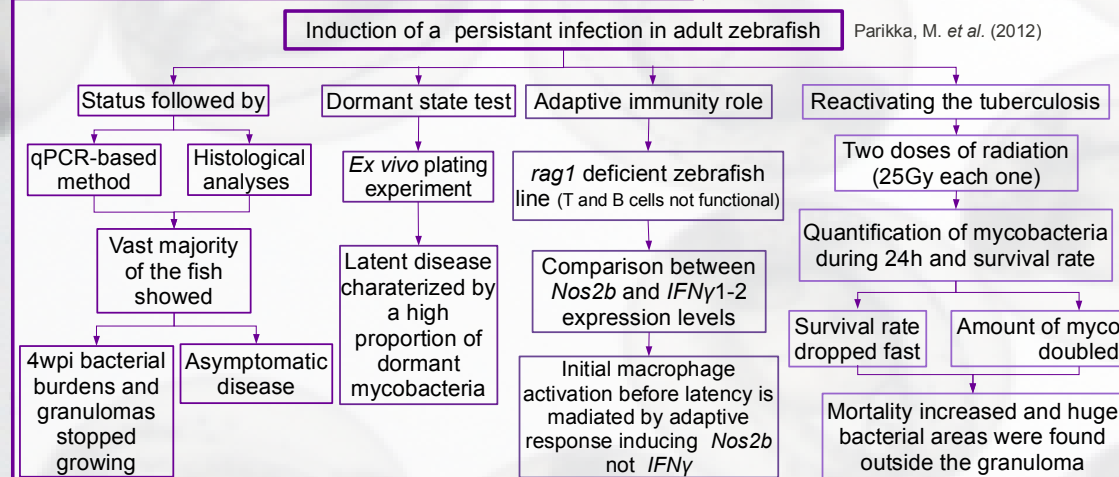 Induction of a  persistant infection in adult zebrafish
Parikka, M. et al. (2012)
Status followed by
qPCR-based
method
Histological
analyses
Vast majority
of the fish
showed
4wpi bacterial
burdens and
granulomas
stopped
growing
Asymptomatic
disease
Dormant state test
Ex vivo plating
experiment
Latent disease
charaterized by
a high
proportion of
dormant
mycobacteria
Adaptive immunity role
rag1 deficient zebrafish
line (T and B cells not functional)
Comparison between
Nos2b and IFNγ1-2
expression levels
Initial macrophage
activation before latency is
madiated by adaptive
response inducing  Nos2b
not IFNγ
Reactivating the tuberculosis
Two doses of radiation
(25Gy each one)
Quantification of mycobacteria
during 24h and survival rate
Survival rate
dropped fast
Amount of myco
doubled
Mortality increased and huge
bacterial areas were found
outside the granuloma